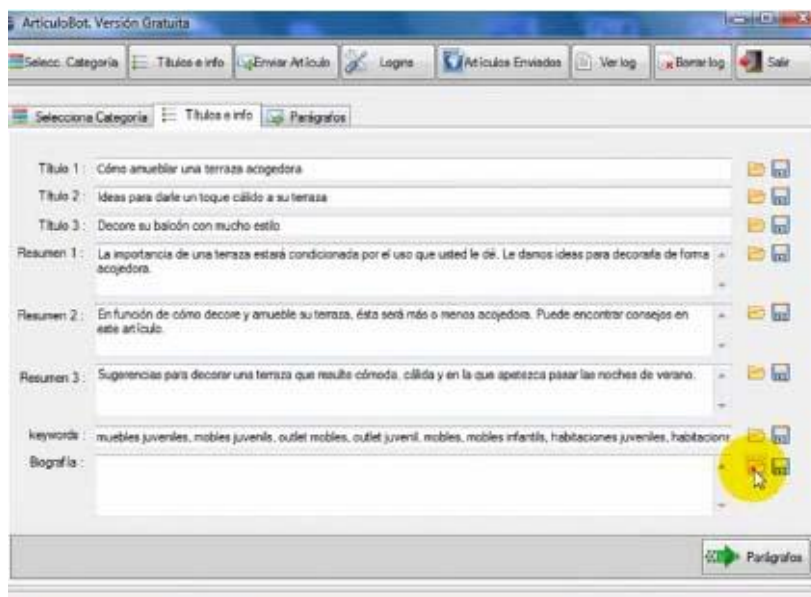 ArticuloBot. Versión Gratuita
Selecc. Categoría Títulos e info Enviar Artículo Logins Artículos Enviados Ver log Borrar log Salir
Selecciona Categoría Títulos e info Parágrafos
Título 1 : Cómo amueblar una terraza acogedora
Título 2 : Ideas para darle un toque cálido a su terraza
Título 3 : Decore su balcón con mucho estilo
Resumen 1 : La importancia de una terraza estará condicionada por el uso que usted le dé. Le damos ideas para decorarla de forma
acojedora.
Resumen 2 : En función de cómo decore y amueble su terraza, ésta será más o menos acojedora. Puede encontrar consejos en
este artículo.
Resumen 3 : Sugerencias para decorar una terraza que resulte cómoda, cálida y en la que apetezca pasar las noches de verano.
keywords : muebles juveniles, mobles juvenils, outlet mobles, outlet juvenil, mobles, mobles infantils, habitaciones juveniles, habitacions
Biografía :
Parágrafos